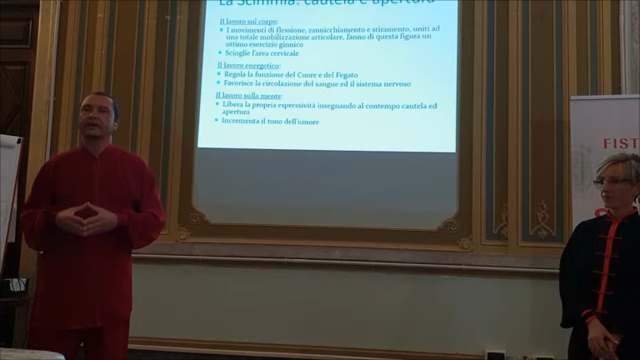 La Scimmia: cautela e apertura
Il lavoro sul corpo:
I movimenti di flessione, rannicchiamento e stiramento, uniti ad
una totale mobilizzazione articolare, fanno di questa figura un
ottimo esercizio gionico
Scioglie l'area cervicale
Il lavoro energetico:
Regola la funzione del Cuore e del Fegato
Favorisce la circolazione del sangue ed il sistema nervoso
Il lavoro sulla mente:
Libera la propria espressività insegnando al contempo cautela ed
apertura
Incrementa il tono dell'umore
FIST